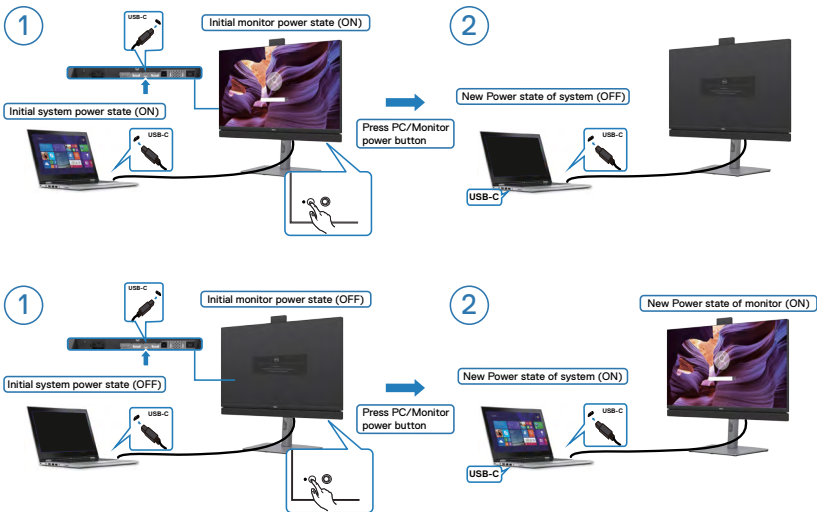 1
USB-C
Initial monitor power state (ON)
Initial system power state (ON)
USB-C
Press PC/Monitor
power button
2
New Power state of system (OFF)
USB-C
USB-C
1
USB-C
Initial monitor power state (OFF)
Initial system power state (OFF)
USB-C
Press PC/Monitor
power button
2
New Power state of monitor (ON)
New Power state of system (ON)
USB-C
USB-C